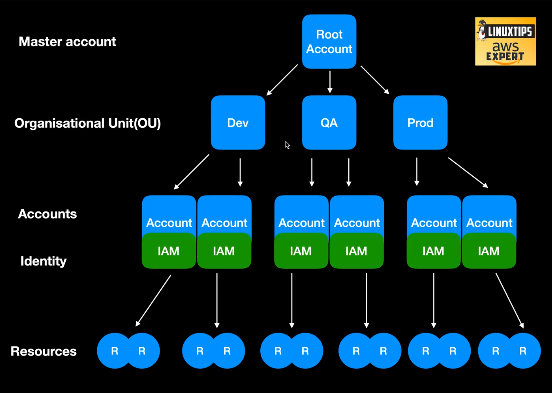 Master account
Root
Account
LINUXTIPS
aws
EXPERT
Organisational Unit(OU)
Dev
QA
Prod
Accounts
Account
Account
Account
Account
Account
Account
Identity
IAM
IAM
IAM
IAM
IAM
IAM
Resources
R R
R R
R R
R R
R R
R R